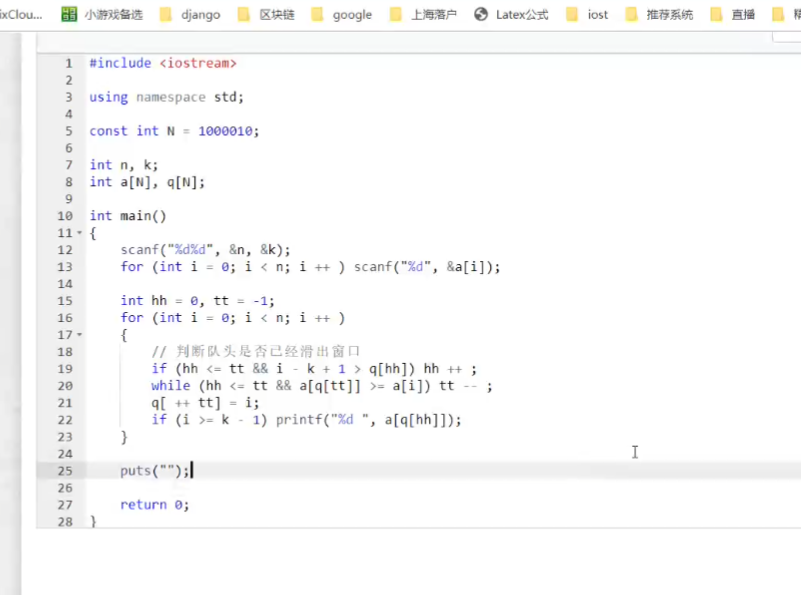 ixClou... 小游戏备选 django 区块链 google 上海落户 Latex公式 iost 推荐系统 直播
1 #include <iostream>
2
3 using namespace std;
4
5 const int N = 1000010;
6
7 int n, k;
8 int a[N], q[N];
9
10 int main()
11 {
12 scanf("%d%d", &n, &k);
13 for (int i = 0; i < n; i ++ ) scanf("%d", &a[i]);
14
15 int hh = 0, tt = -1;
16 for (int i = 0; i < n; i ++ )
17 {
18 // 判断队头是否已经滑出窗口
19 if (hh <= tt && i - k + 1 > q[hh]) hh ++ ;
20 while (hh <= tt && a[q[tt]] >= a[i]) tt -- ;
21 q[ ++ tt] = i;
22 if (i >= k - 1) printf("%d ", a[q[hh]]);
23 }
24
25 puts("");
26
27 return 0;
28 }